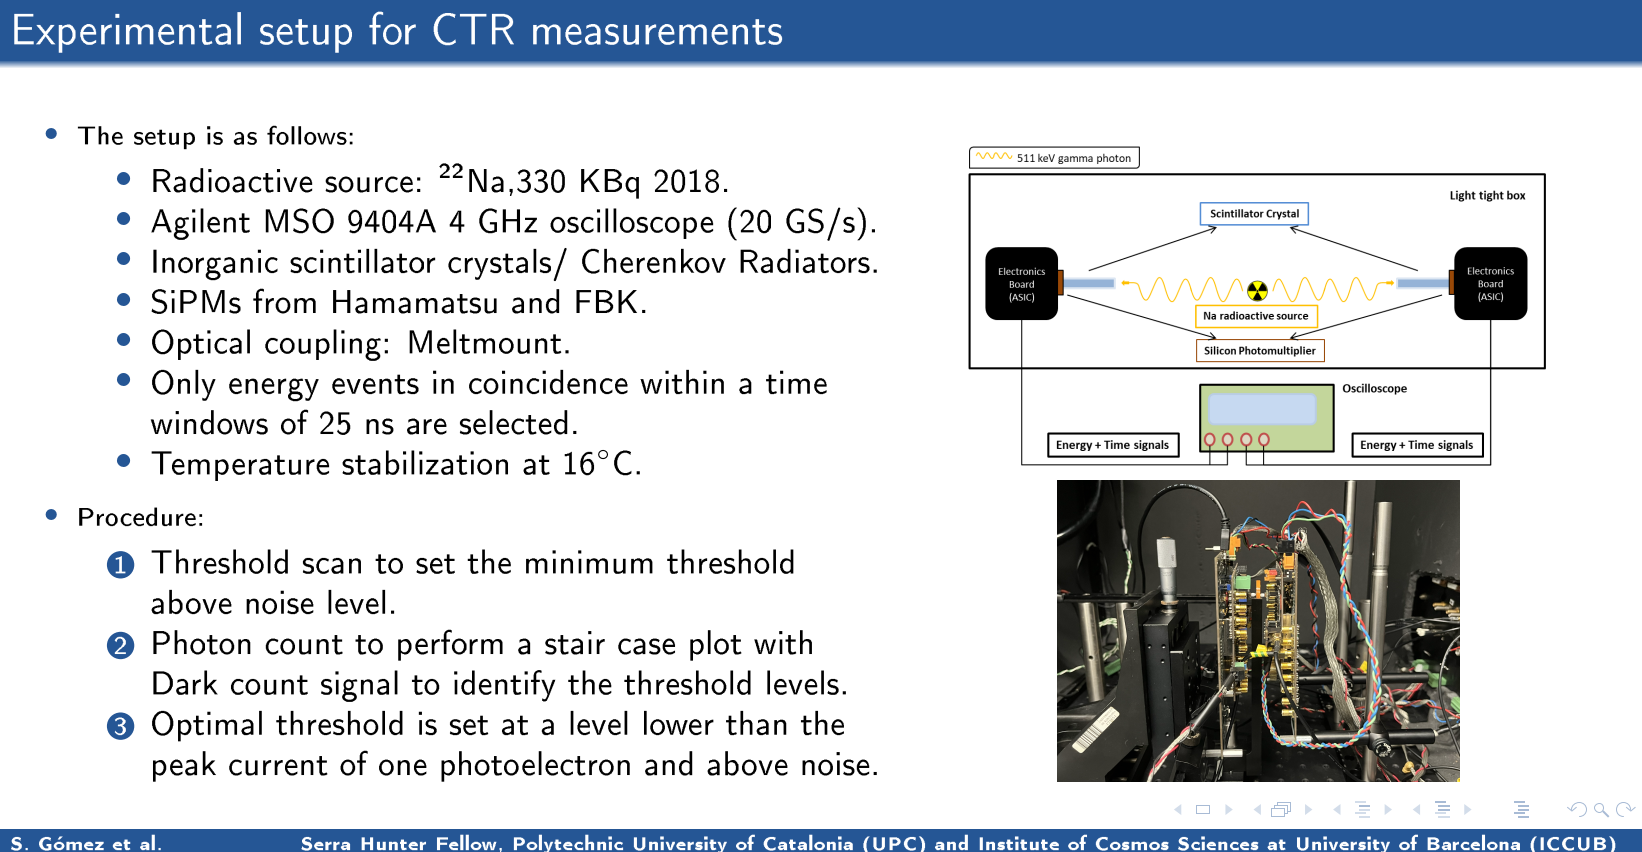 Experimental setup for CTR measurements
• The setup is as follows:
• Radioactive source: ²²Na,330 KBq 2018.
• Agilent MSO 9404A 4 GHz oscilloscope (20 GS/s).
• Inorganic scintillator crystals/ Cherenkov Radiators.
• SiPMs from Hamamatsu and FBK.
• Optical coupling: Meltmount.
• Only energy events in coincidence within a time
windows of 25 ns are selected.
• Temperature stabilization at 16°C.
• Procedure:
1 Threshold scan to set the minimum threshold
above noise level.
2 Photon count to perform a stair case plot with
Dark count signal to identify the threshold levels.
3 Optimal threshold is set at a level lower than the
peak current of one photoelectron and above noise.
511 keV gamma photon
Light tight box
Scintillator Crystal
Electronics
Board
(ASIC)
Electronics
Board
(ASIC)
Na radioactive source
Silicon Photomultiplier
Oscilloscope
Energy + Time signals
Energy + Time signals
S. Gómez et al.
Serra Hunter Fellow, Polytechnic University of Catalonia (UPC) and Institute of Cosmos Sciences at University of Barcelona (ICCUB)